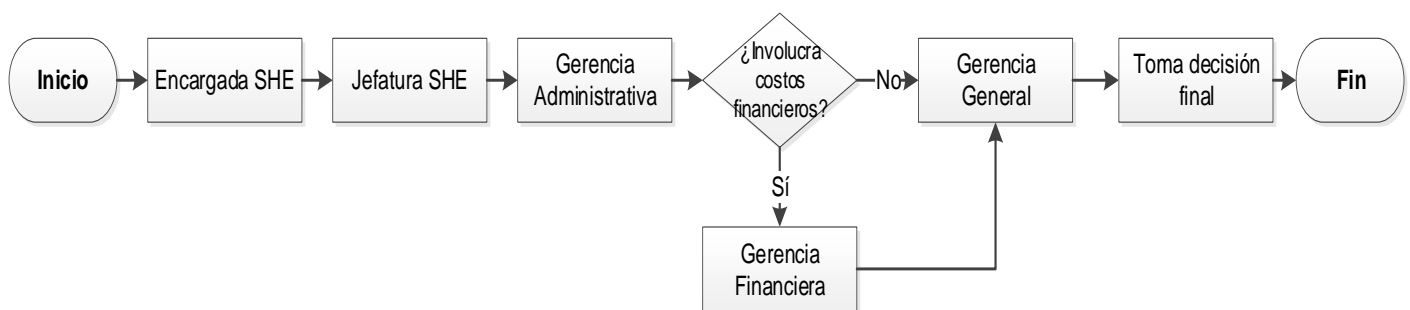 Inicio
Encargada SHE
Jefatura SHE
Gerencia
Administrativa
¿Involucra
costos
financieros?
No
Gerencia
General
Toma decisión
final
Fin
Sí
Gerencia
Financiera